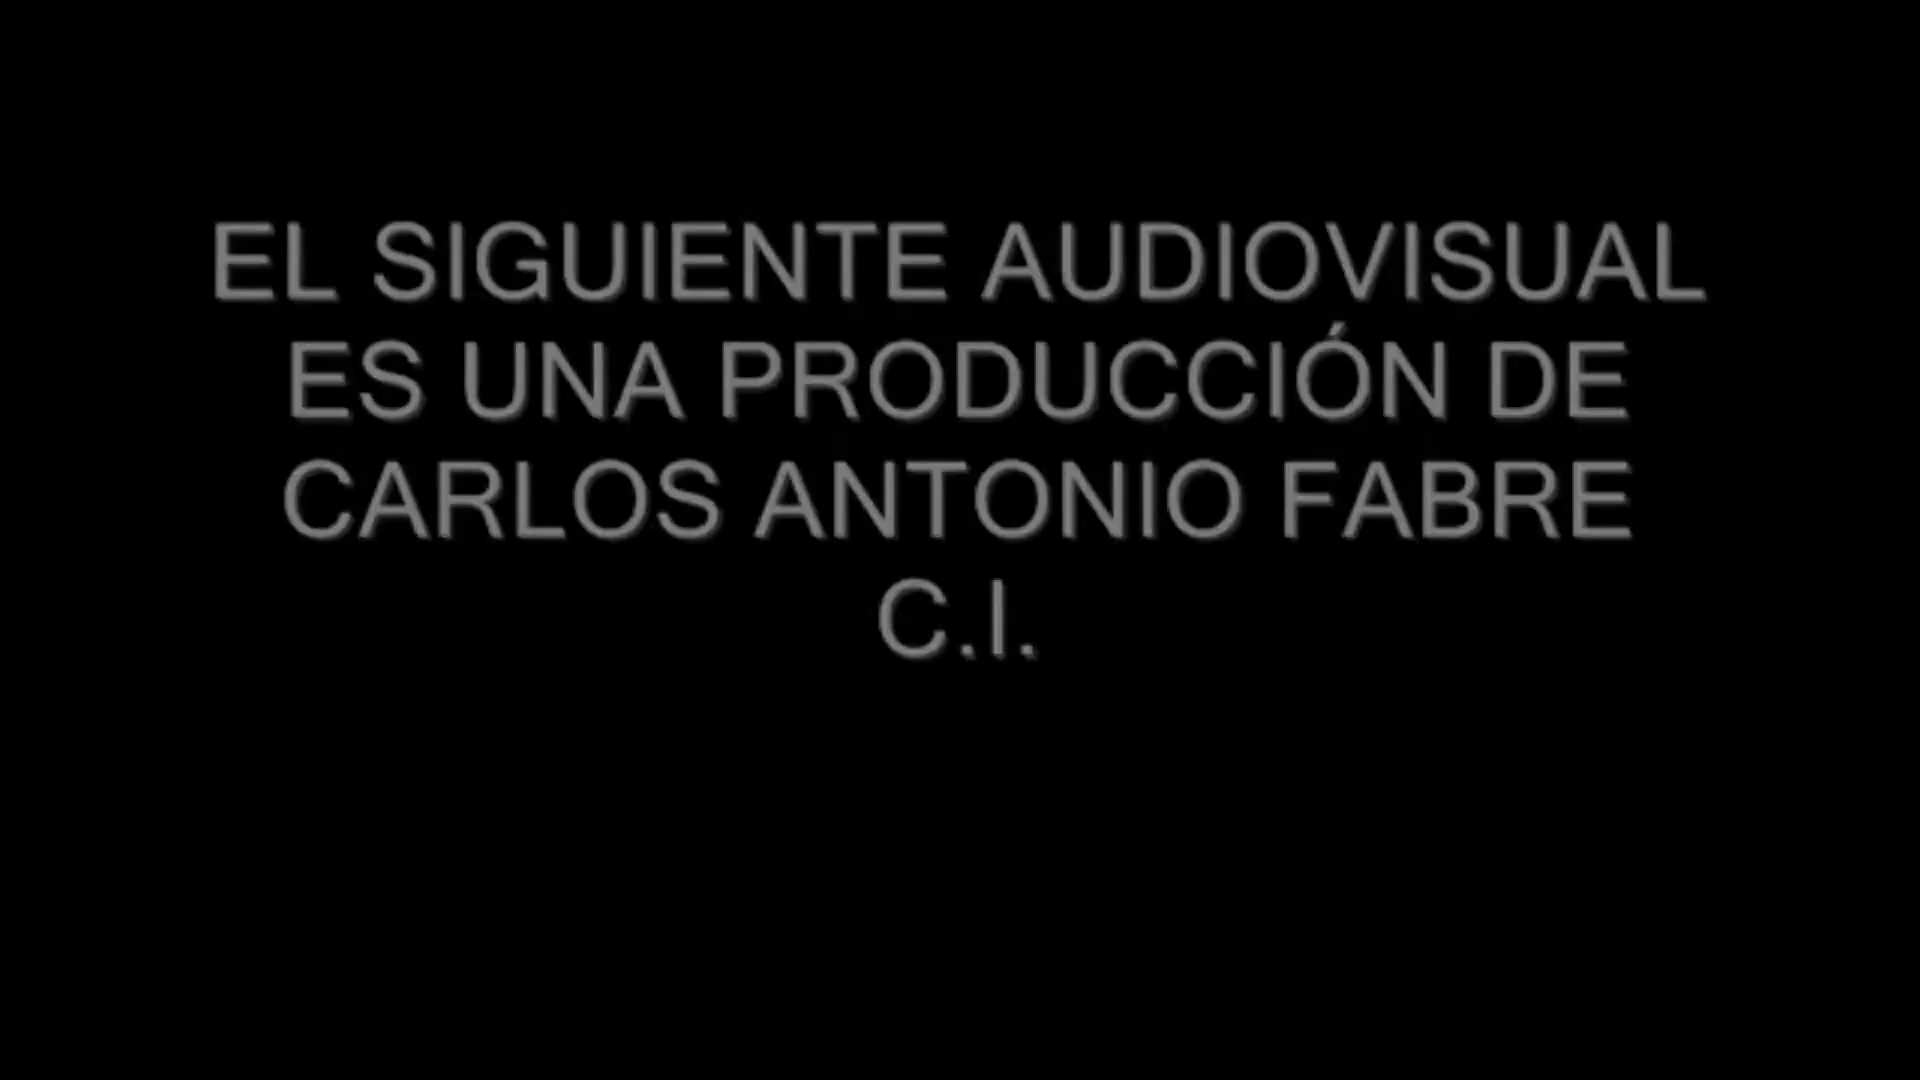 EL SIGUIENTE AUDIOVISUAL
ES UNA PRODUCCIÓN DE
CARLOS ANTONIO FABRE
C.I.